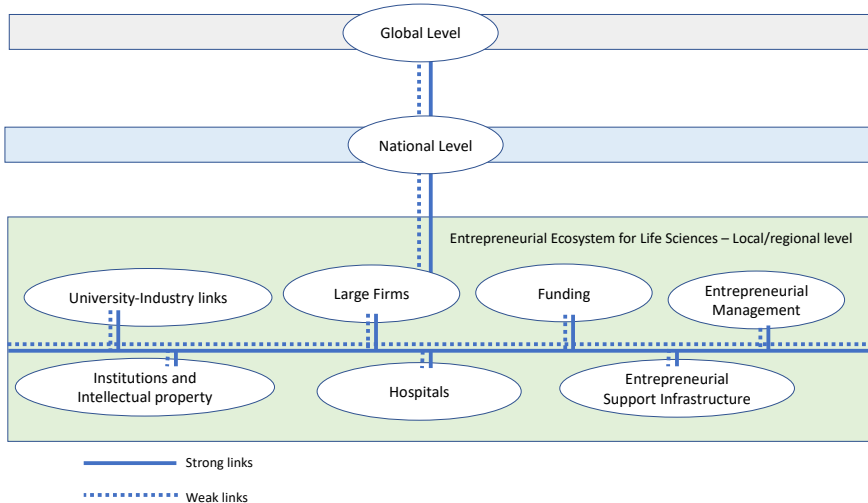 Global Level
National Level
Entrepreneurial Ecosystem for Life Sciences – Local/regional level
University-Industry links
Large Firms
Funding
Entrepreneurial
Management
Institutions and
Intellectual property
Hospitals
Entrepreneurial
Support Infrastructure
Strong links
Weak links